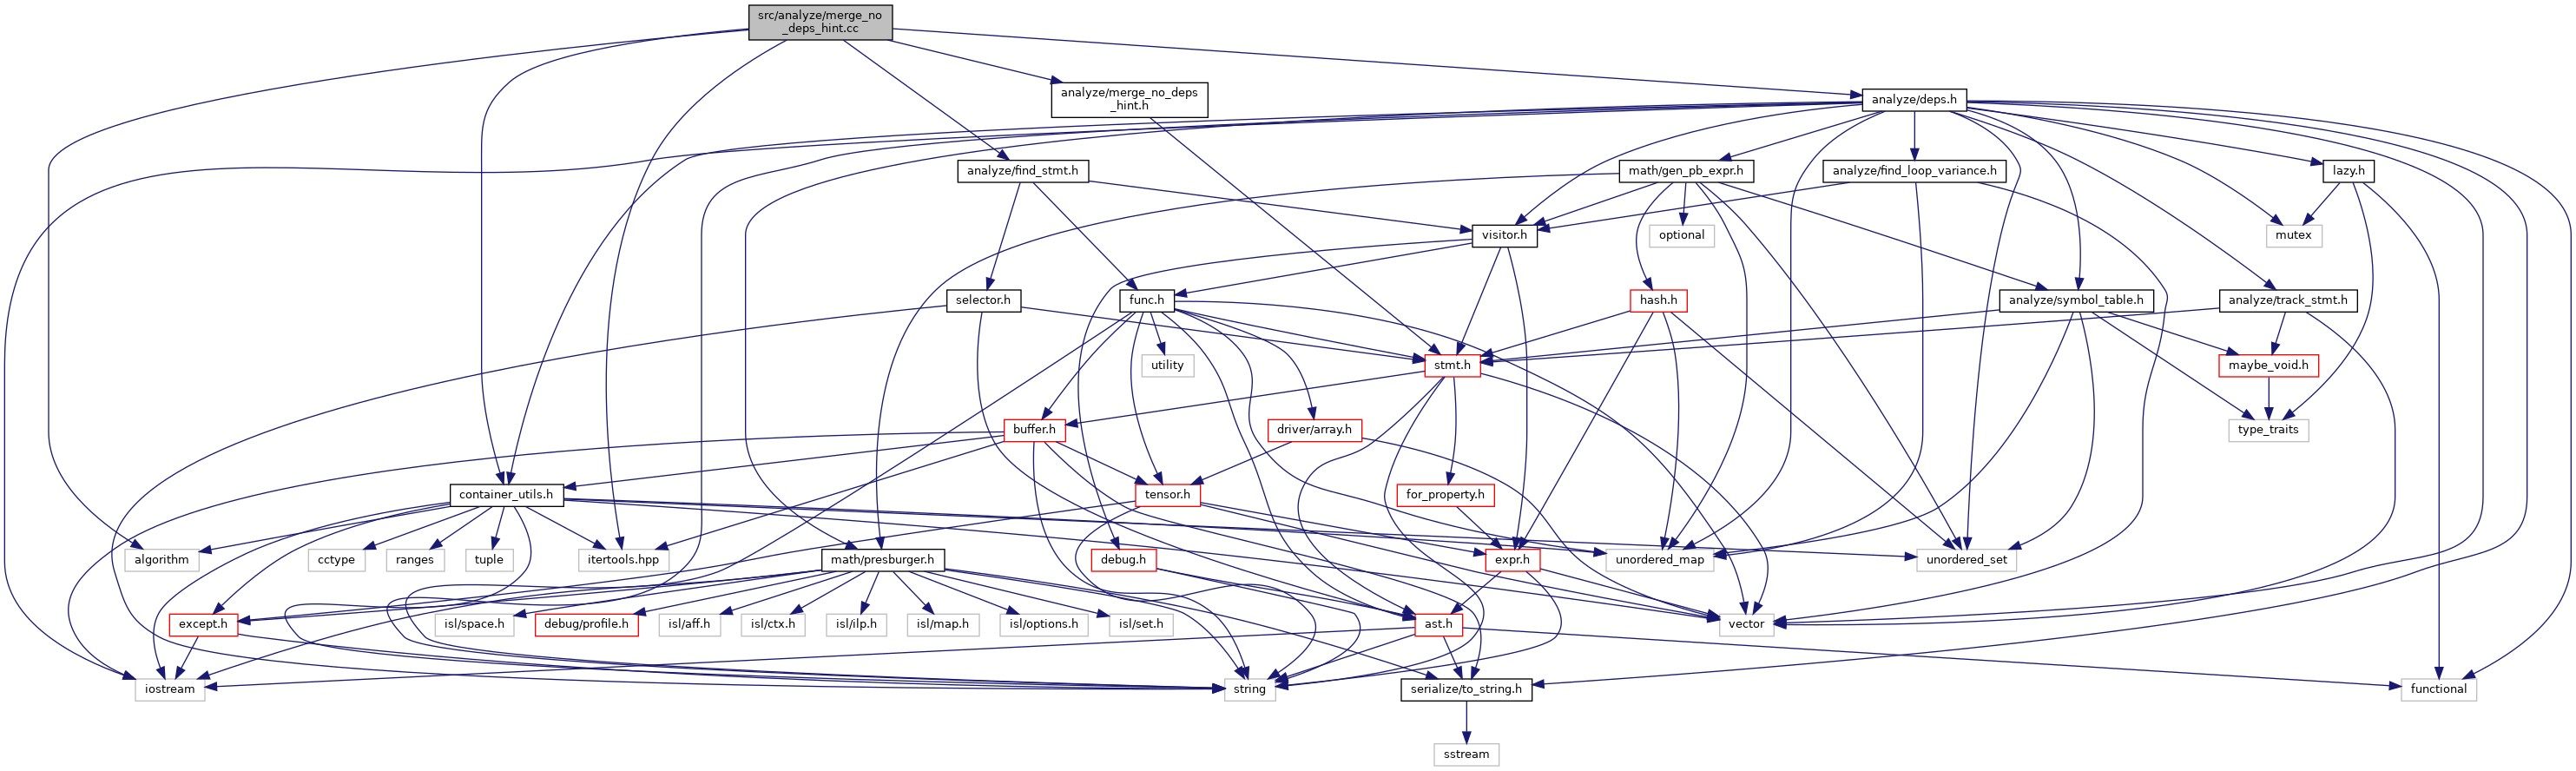 src/analyze/merge_no
_deps_hint.cc
analyze/merge_no_deps
_hint.h
analyze/deps.h
analyze/find_stmt.h
math/gen_pb_expr.h
analyze/find_loop_variance.h
lazy.h
visitor.h
optional
mutex
selector.h
func.h
hash.h
analyze/symbol_table.h
analyze/track_stmt.h
utility
stmt.h
maybe_void.h
buffer.h
driver/array.h
type_traits
container_utils.h
tensor.h
for_property.h
algorithm
cctype
ranges
tuple
itertools.hpp
math/presburger.h
debug.h
expr.h
unordered_map
unordered_set
except.h
isl/space.h
debug/profile.h
isl/aff.h
isl/ctx.h
isl/ilp.h
isl/map.h
isl/options.h
isl/set.h
ast.h
vector
iostream
string
serialize/to_string.h
functional
sstream